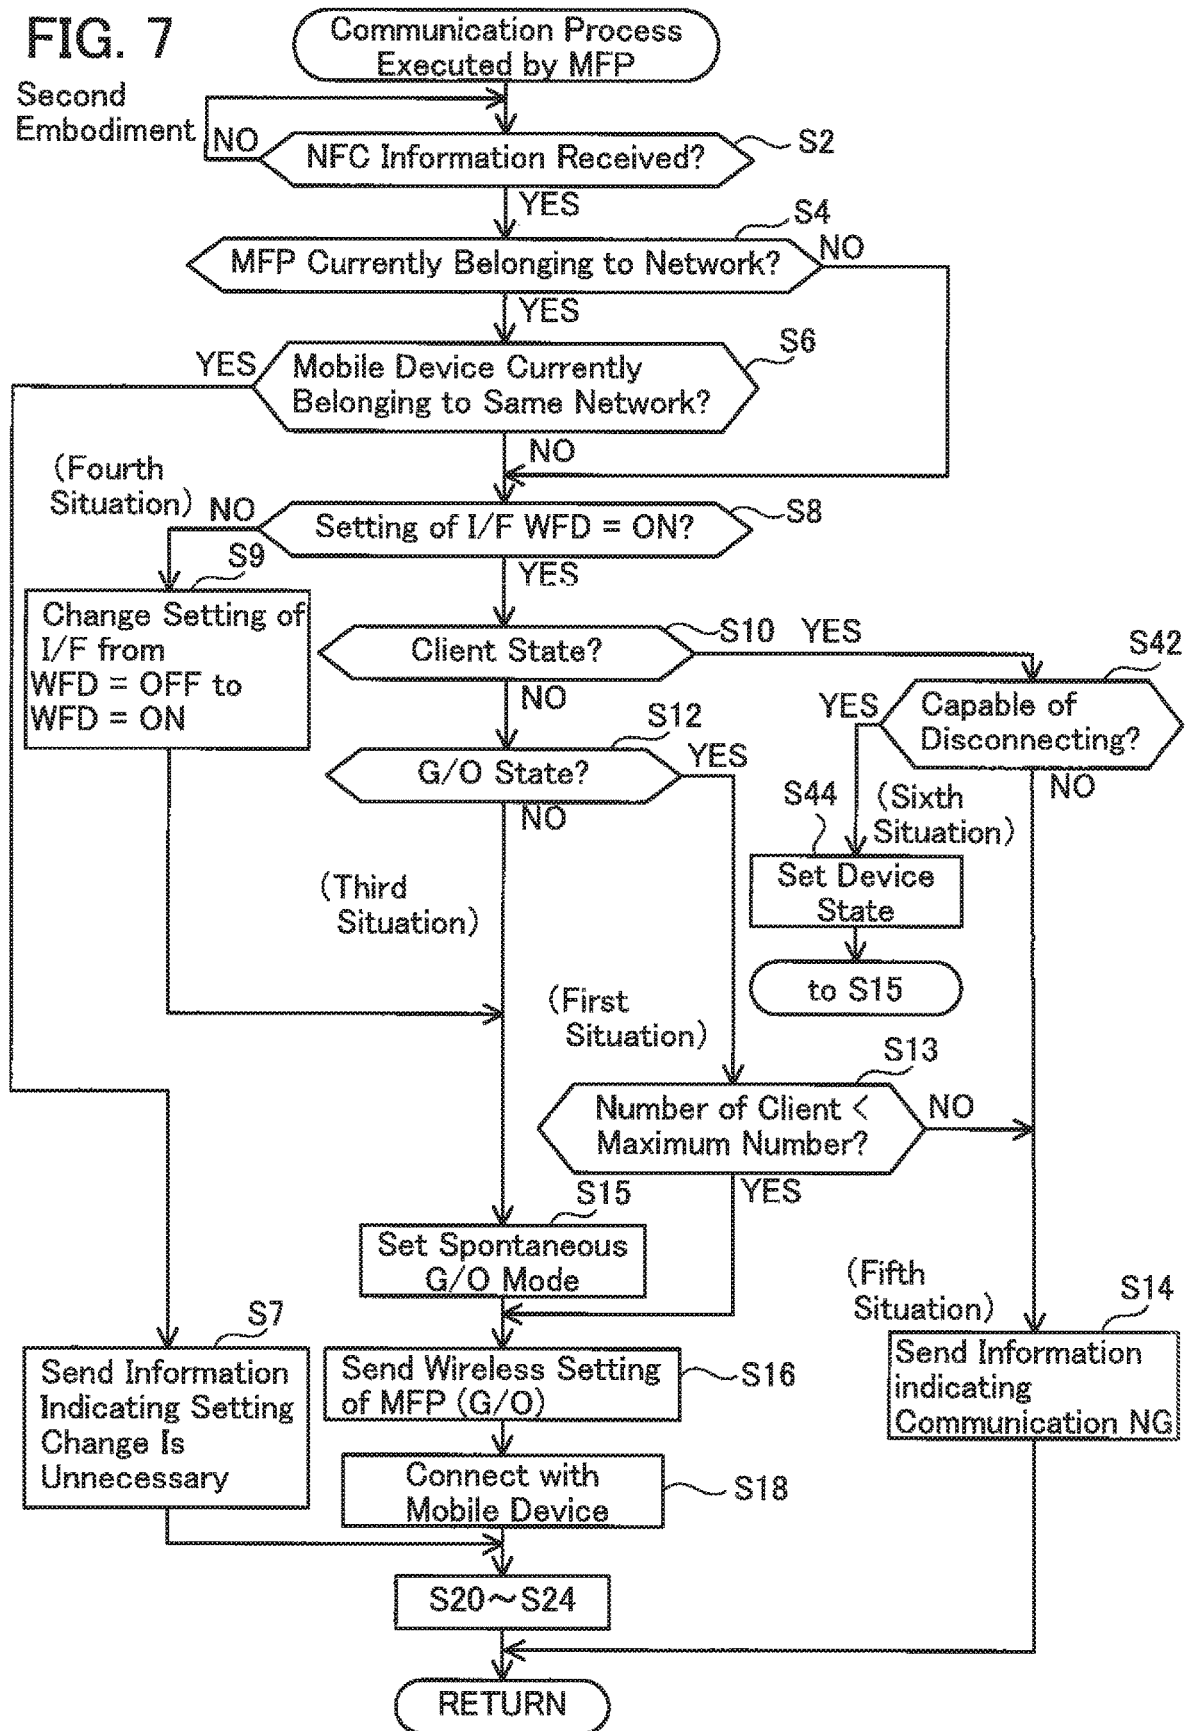 FIG. 7
Second
Embodiment
Communication Process
Executed by MFP
NO
NFC Information Received?
S2
YES
S4
MFP Currently Belonging to Network?
NO
YES
S6
YES
Mobile Device Currently
Belonging to Same Network?
NO
(Fourth
Situation)
NO
Setting of I/F WFD = ON?
S8
YES
S9
Change Setting of
I/F from
WFD = OFF to
WFD = ON
Client State?
S10
YES
NO
S42
Capable of
Disconnecting?
YES
NO
S12
G/O State?
YES
NO
S44
(Sixth
Situation)
Set Device
State
to S15
(Third
Situation)
(First
Situation)
S13
Number of Client <
Maximum Number?
NO
YES
S15
Set Spontaneous
G/O Mode
(Fifth
Situation)
S14
Send Information
indicating
Communication NG
S7
Send Information
Indicating Setting
Change Is
Unnecessary
Send Wireless Setting
of MFP (G/O)
S16
Connect with
Mobile Device
S18
S20～S24
RETURN